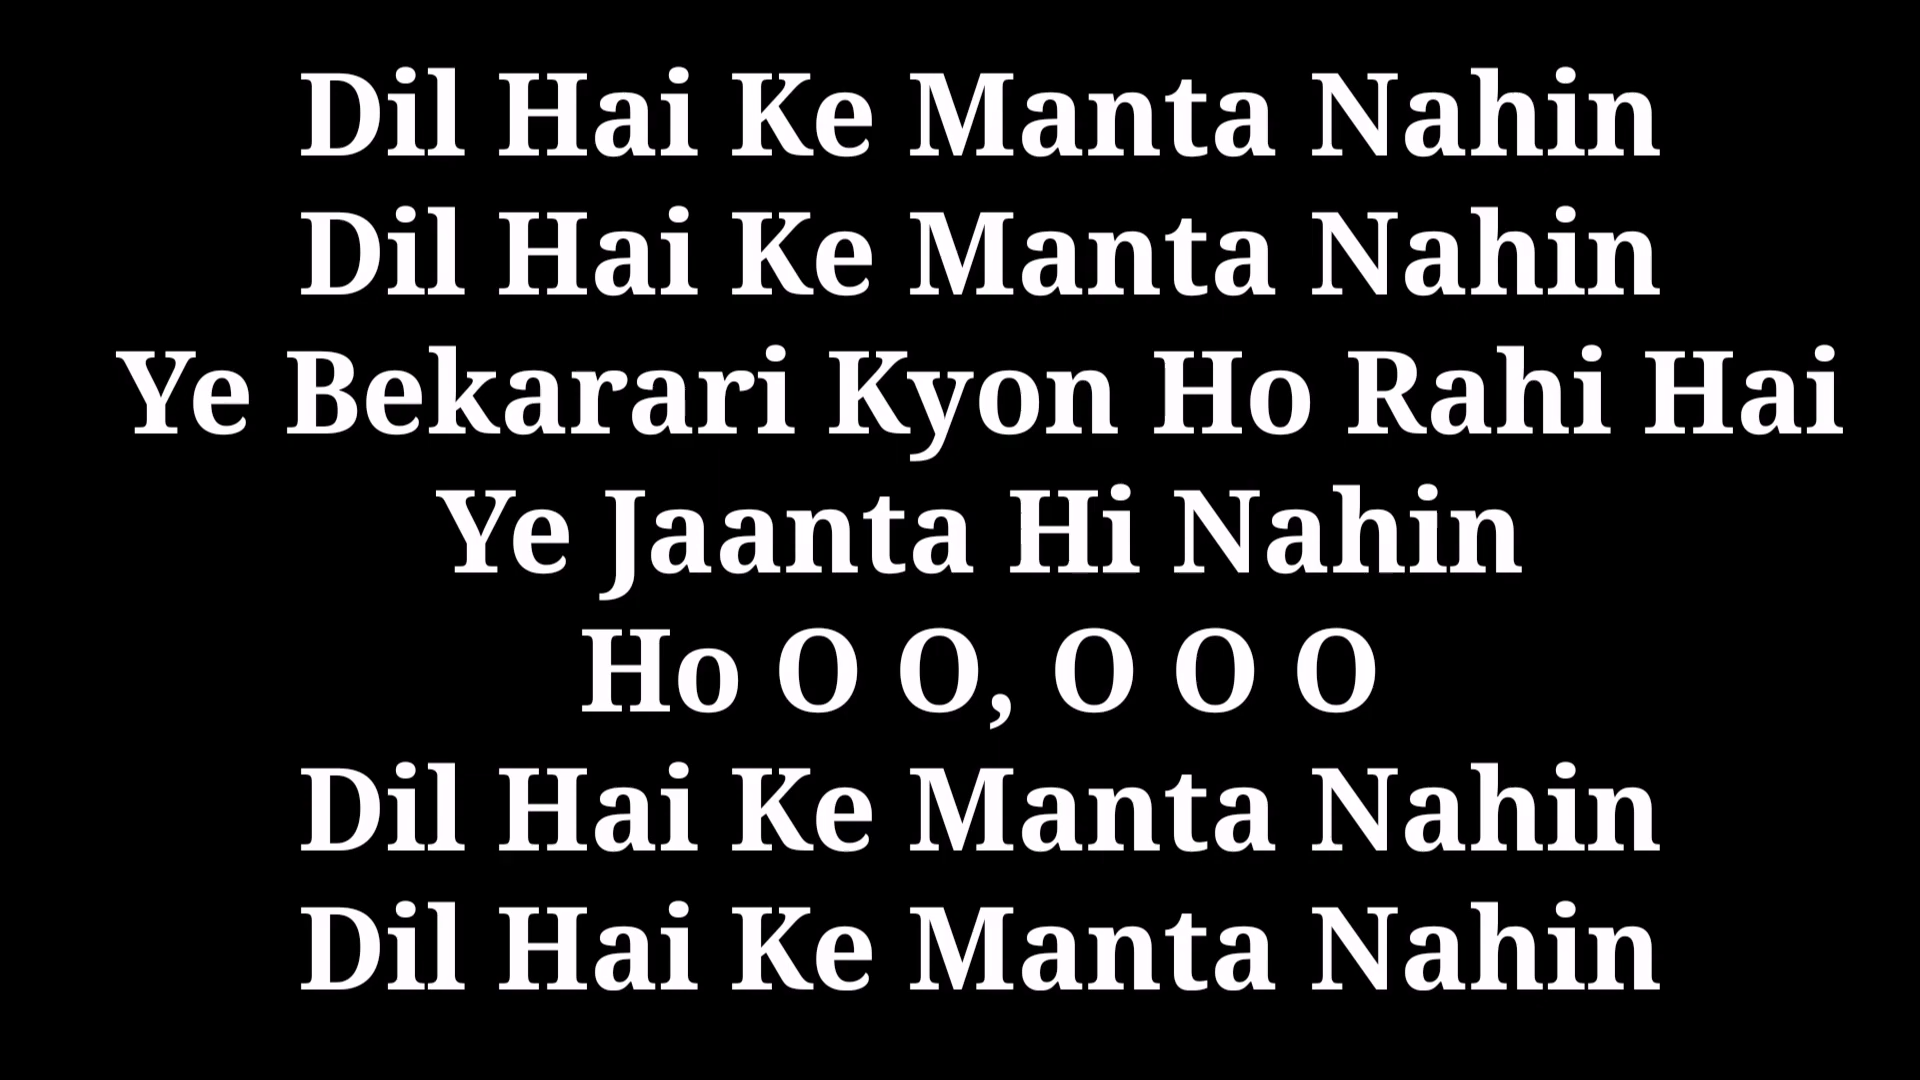 Dil Hai Ke Manta Nahin
Dil Hai Ke Manta Nahin
Ye Bekarari Kyon Ho Rahi Hai
Ye Jaanta Hi Nahin
Ho O O, O O O
Dil Hai Ke Manta Nahin
Dil Hai Ke Manta Nahin